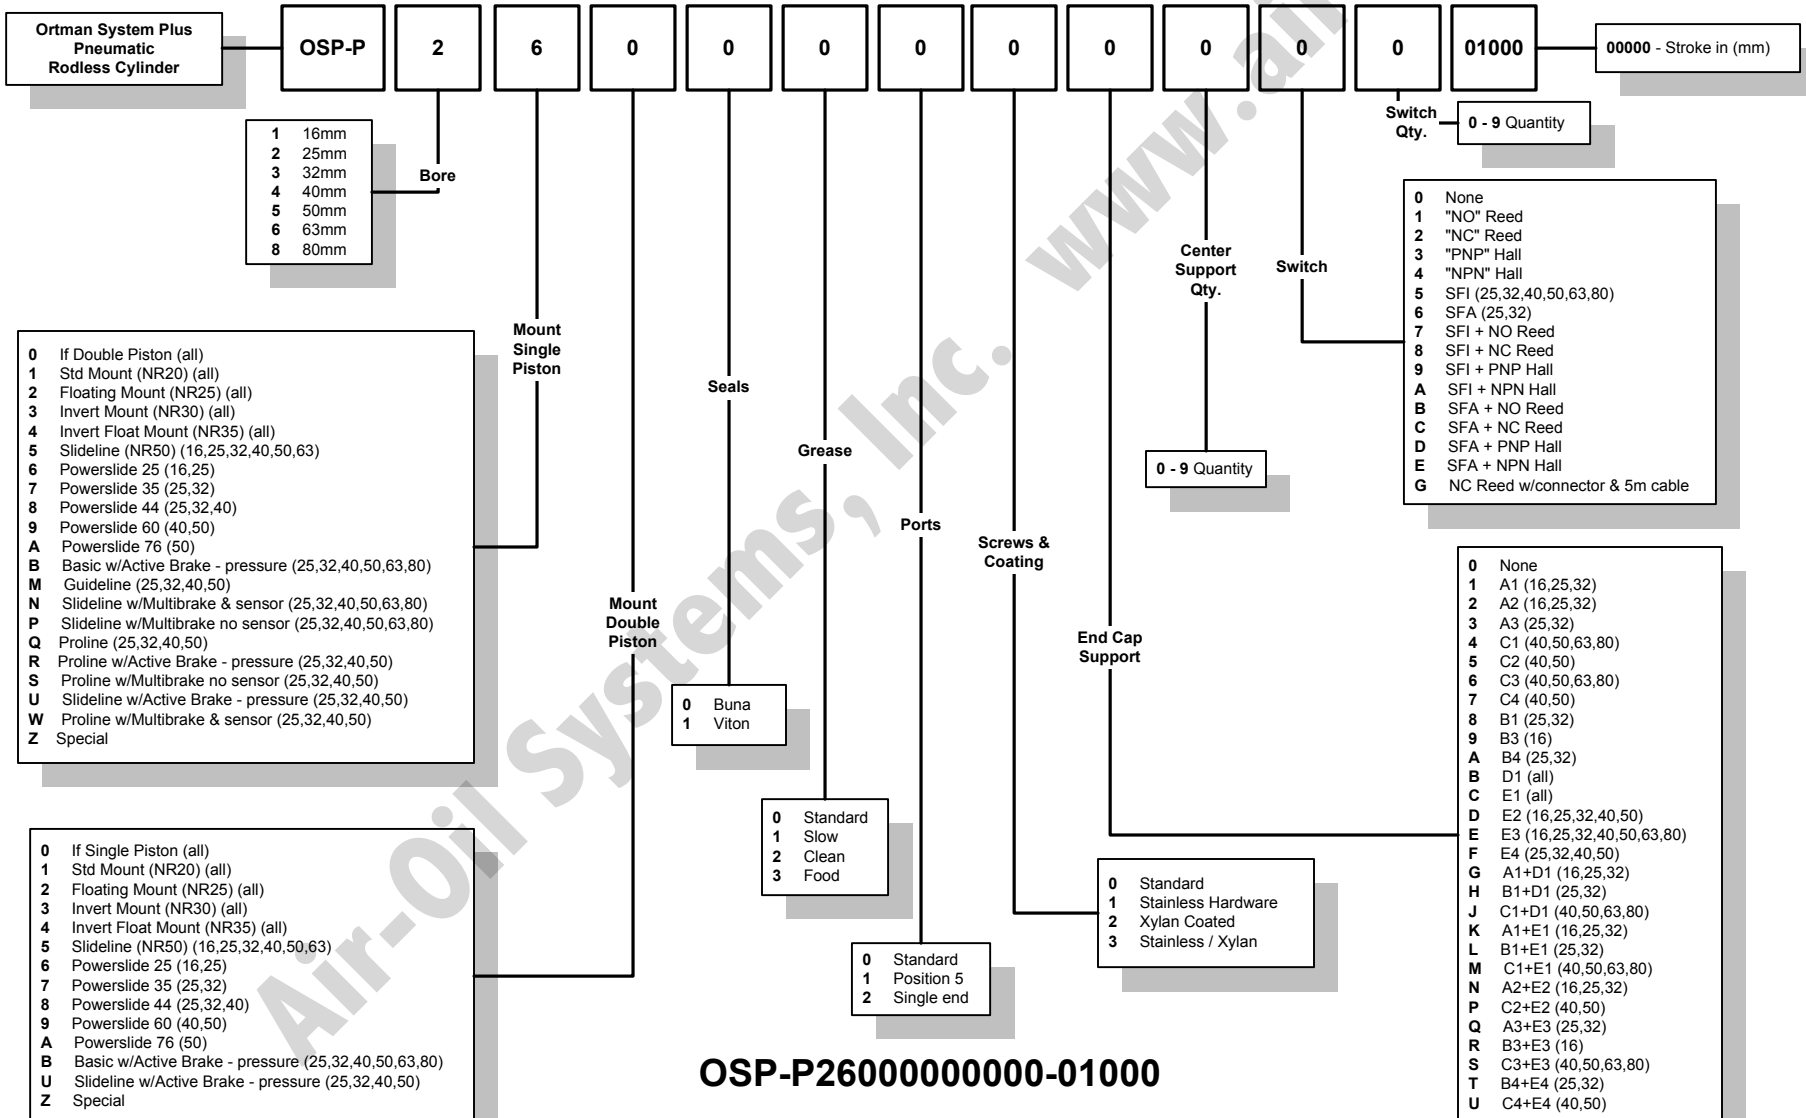 Ortman System Plus
Pneumatic
Rodless Cylinder
OSP-P 2 6 0 0 0 0 0 0 0 0 0 01000
00000 - Stroke in (mm)
Switch
Qty.
0 - 9 Quantity
1 16mm
2 25mm
3 32mm
4 40mm
5 50mm
6 63mm
8 80mm
Bore
Mount
Single
Piston
0 If Double Piston (all)
1 Std Mount (NR20) (all)
2 Floating Mount (NR25) (all)
3 Invert Mount (NR30) (all)
4 Invert Float Mount (NR35) (all)
5 Slideline (NR50) (16,25,32,40,50,63)
6 Powerslide 25 (16,25)
7 Powerslide 35 (25,32)
8 Powerslide 44 (25,32,40)
9 Powerslide 60 (40,50)
A Powerslide 76 (50)
B Basic w/Active Brake - pressure (25,32,40,50,63,80)
M Guideline (25,32,40,50)
N Slideline w/Multibrake & sensor (25,32,40,50,63,80)
P Slideline w/Multibrake no sensor (25,32,40,50,63,80)
Q Proline (25,32,40,50)
R Proline w/Active Brake - pressure (25,32,40,50)
S Proline w/Multibrake no sensor (25,32,40,50)
U Slideline w/Active Brake - pressure (25,32,40,50)
W Proline w/Multibrake & sensor (25,32,40,50)
Z Special
Mount
Double
Piston
0 If Single Piston (all)
1 Std Mount (NR20) (all)
2 Floating Mount (NR25) (all)
3 Invert Mount (NR30) (all)
4 Invert Float Mount (NR35) (all)
5 Slideline (NR50) (16,25,32,40,50,63)
6 Powerslide 25 (16,25)
7 Powerslide 35 (25,32)
8 Powerslide 44 (25,32,40)
9 Powerslide 60 (40,50)
A Powerslide 76 (50)
B Basic w/Active Brake - pressure (25,32,40,50,63,80)
U Slideline w/Active Brake - pressure (25,32,40,50)
Z Special
Seals
0 Buna
1 Viton
Grease
0 Standard
1 Slow
2 Clean
3 Food
Ports
0 Standard
1 Position 5
2 Single end
Screws &
Coating
0 Standard
1 Stainless Hardware
2 Xylan Coated
3 Stainless / Xylan
End Cap
Support
0 None
1 A1 (16,25,32)
2 A2 (16,25,32)
3 A3 (25,32)
4 C1 (40,50,63,80)
5 C2 (40,50)
6 C3 (40,50,63,80)
7 C4 (40,50)
8 B1 (25,32)
9 B3 (16)
A B4 (25,32)
B D1 (all)
C E1 (all)
D E2 (16,25,32,40,50)
E E3 (16,25,32,40,50,63,80)
F E4 (25,32,40,50)
G A1+D1 (16,25,32)
H B1+D1 (25,32)
J C1+D1 (40,50,63,80)
K A1+E1 (16,25,32)
L B1+E1 (25,32)
M C1+E1 (40,50,63,80)
N A2+E2 (16,25,32)
P C2+E2 (40,50)
Q A3+E3 (25,32)
R B3+E3 (16)
S C3+E3 (40,50,63,80)
T B4+E4 (25,32)
U C4+E4 (40,50)
Center
Support
Qty.
0 - 9 Quantity
Switch
0 None
1 "NO" Reed
2 "NC" Reed
3 "PNP" Hall
4 "NPN" Hall
5 SFI (25,32,40,50,63,80)
6 SFA (25,32)
7 SFI + NO Reed
8 SFI + NC Reed
9 SFI + PNP Hall
A SFI + NPN Hall
B SFA + NO Reed
C SFA + NC Reed
D SFA + PNP Hall
E SFA + NPN Hall
G NC Reed w/connector & 5m cable
OSP-P26000000000-01000
Air-Oil Systems, Inc. www.air